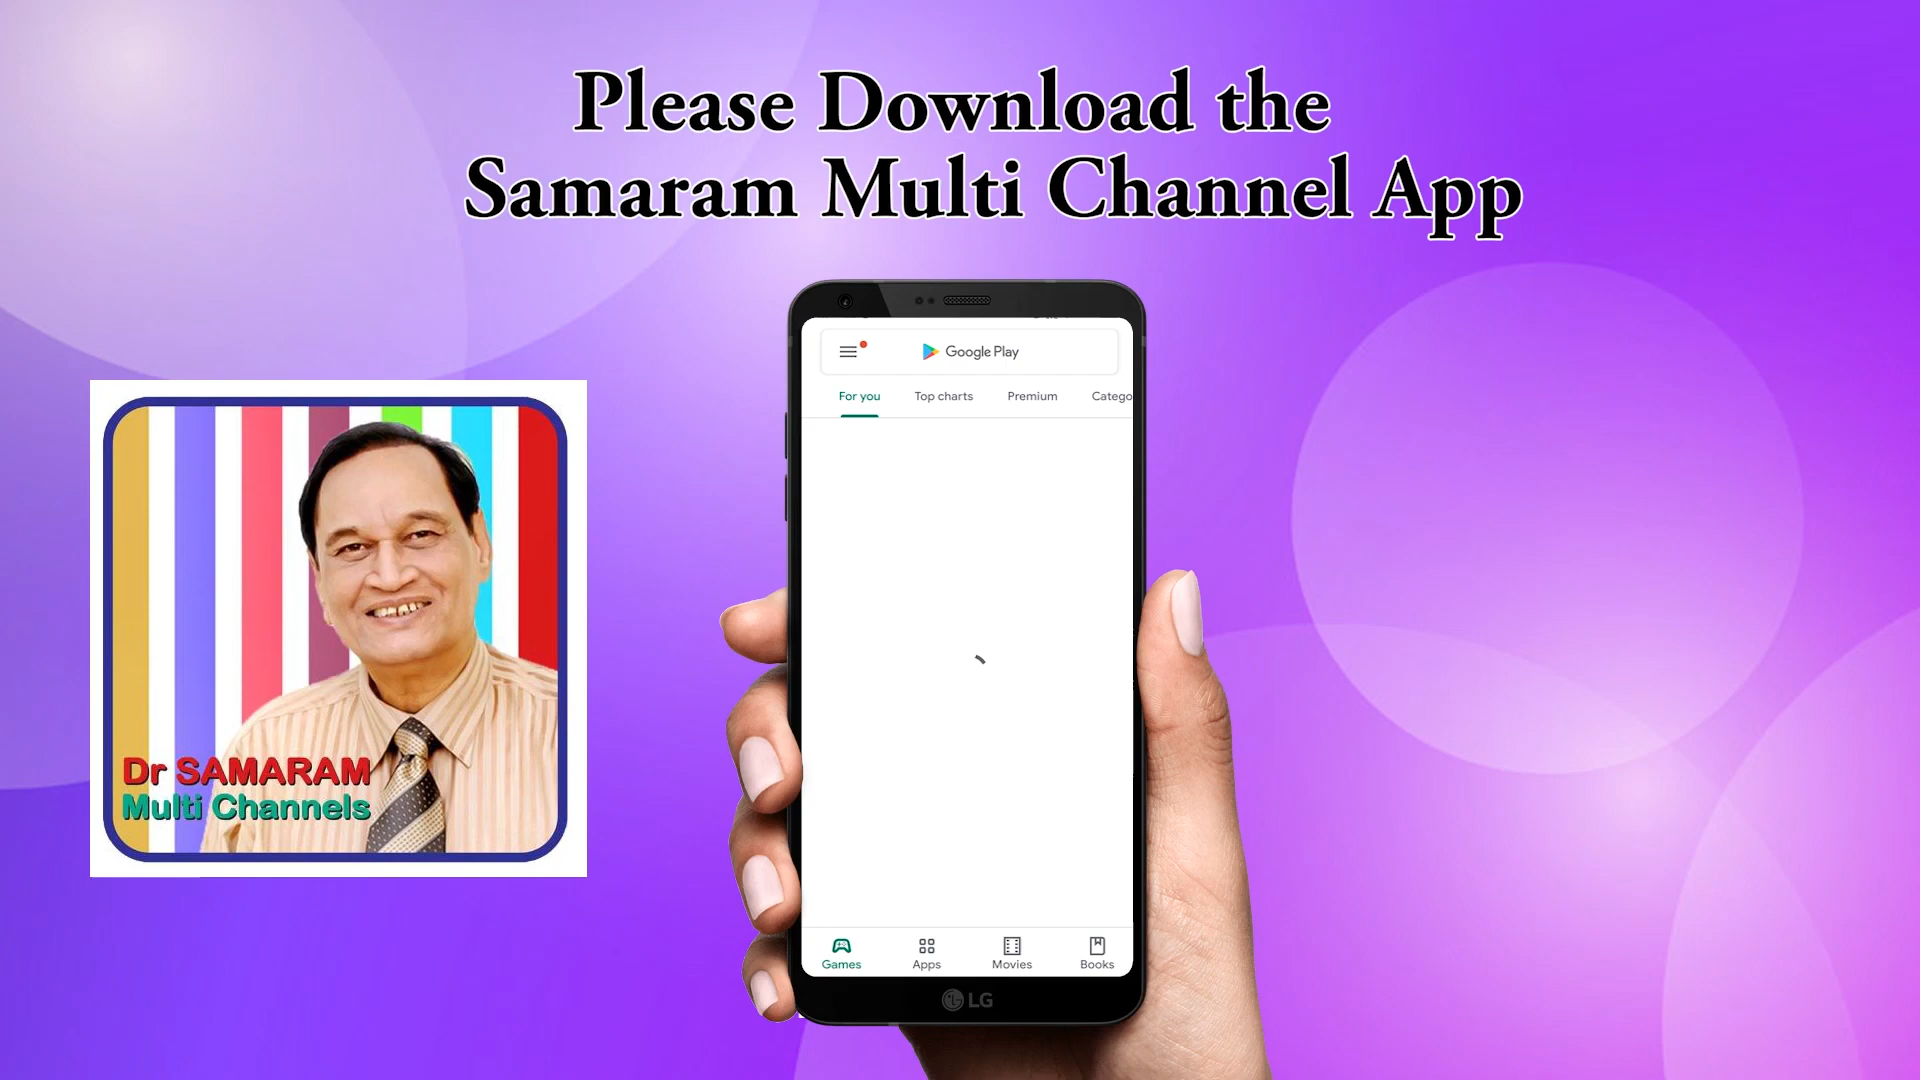 Please Download the
Samaram Multi Channel App
Google Play
For you Top charts Premium Catego
Dr SAMARAM
Multi Channels
Games Apps Movies Books
LG